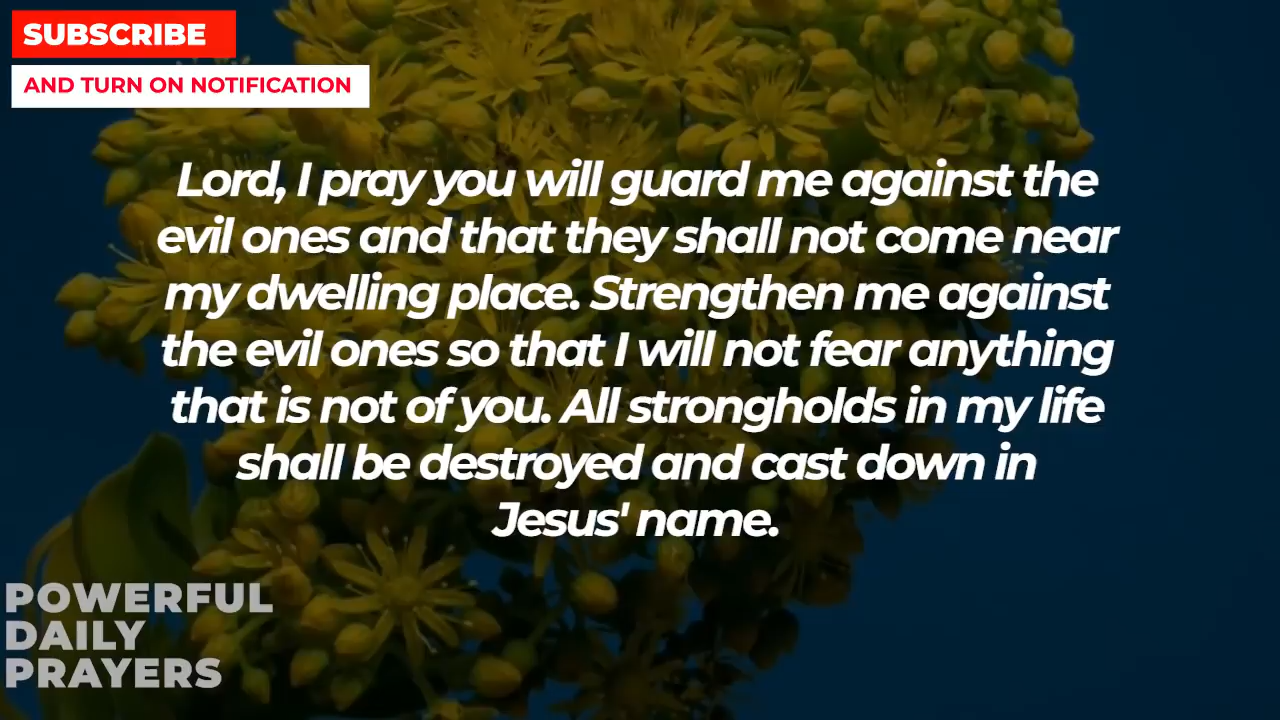 SUBSCRIBE
AND TURN ON NOTIFICATION
Lord, I pray you will guard me against the
evil ones and that they shall not come near
my dwelling place. Strengthen me against
the evil ones so that I will not fear anything
that is not of you. All strongholds in my life
shall be destroyed and cast down in
Jesus' name.
POWERFUL
DAILY
PRAYERS